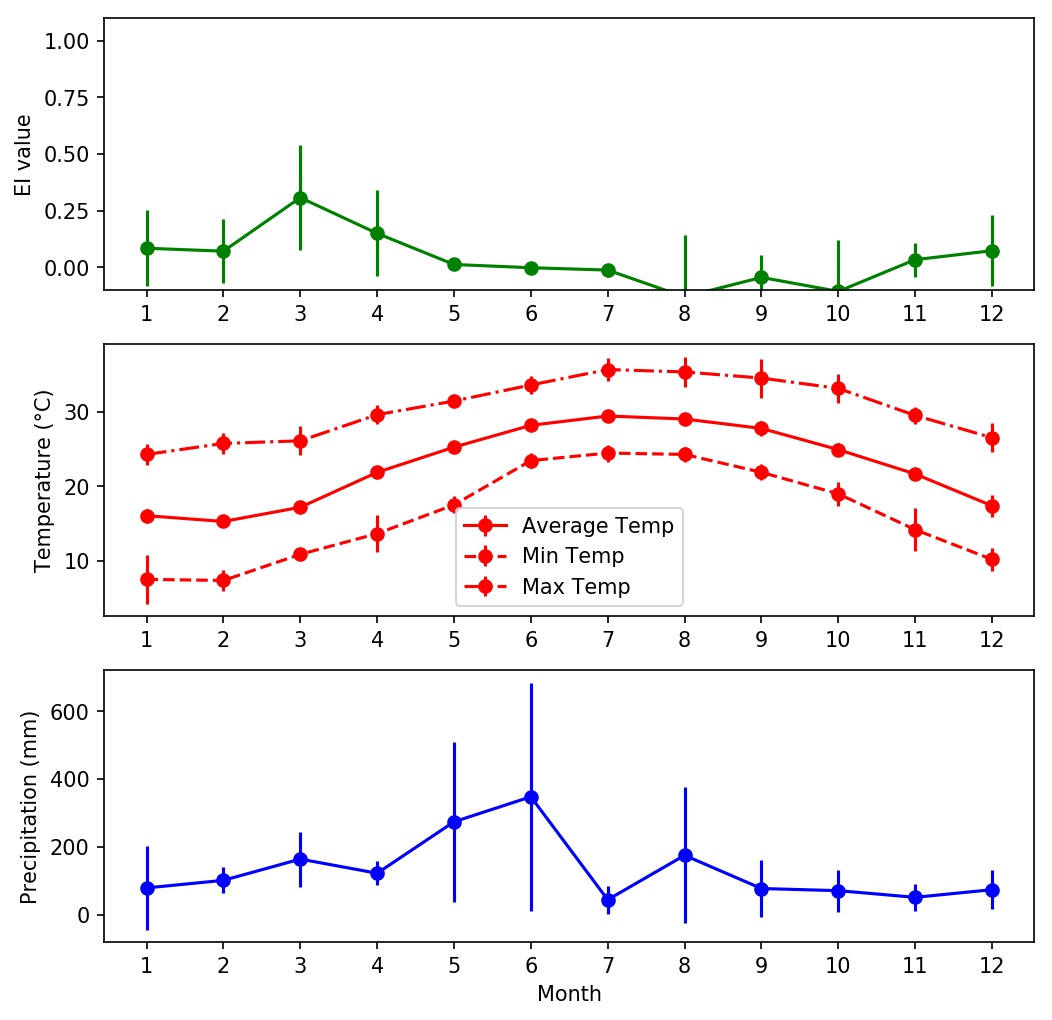 EI value
1.00
0.75
0.50
0.25
0.00
1 2 3 4 5 6 7 8 9 10 11 12
Temperature (°C)
30
20
10
Average Temp
Min Temp
Max Temp
1 2 3 4 5 6 7 8 9 10 11 12
Precipitation (mm)
600
400
200
0
1 2 3 4 5 6 7 8 9 10 11 12
Month